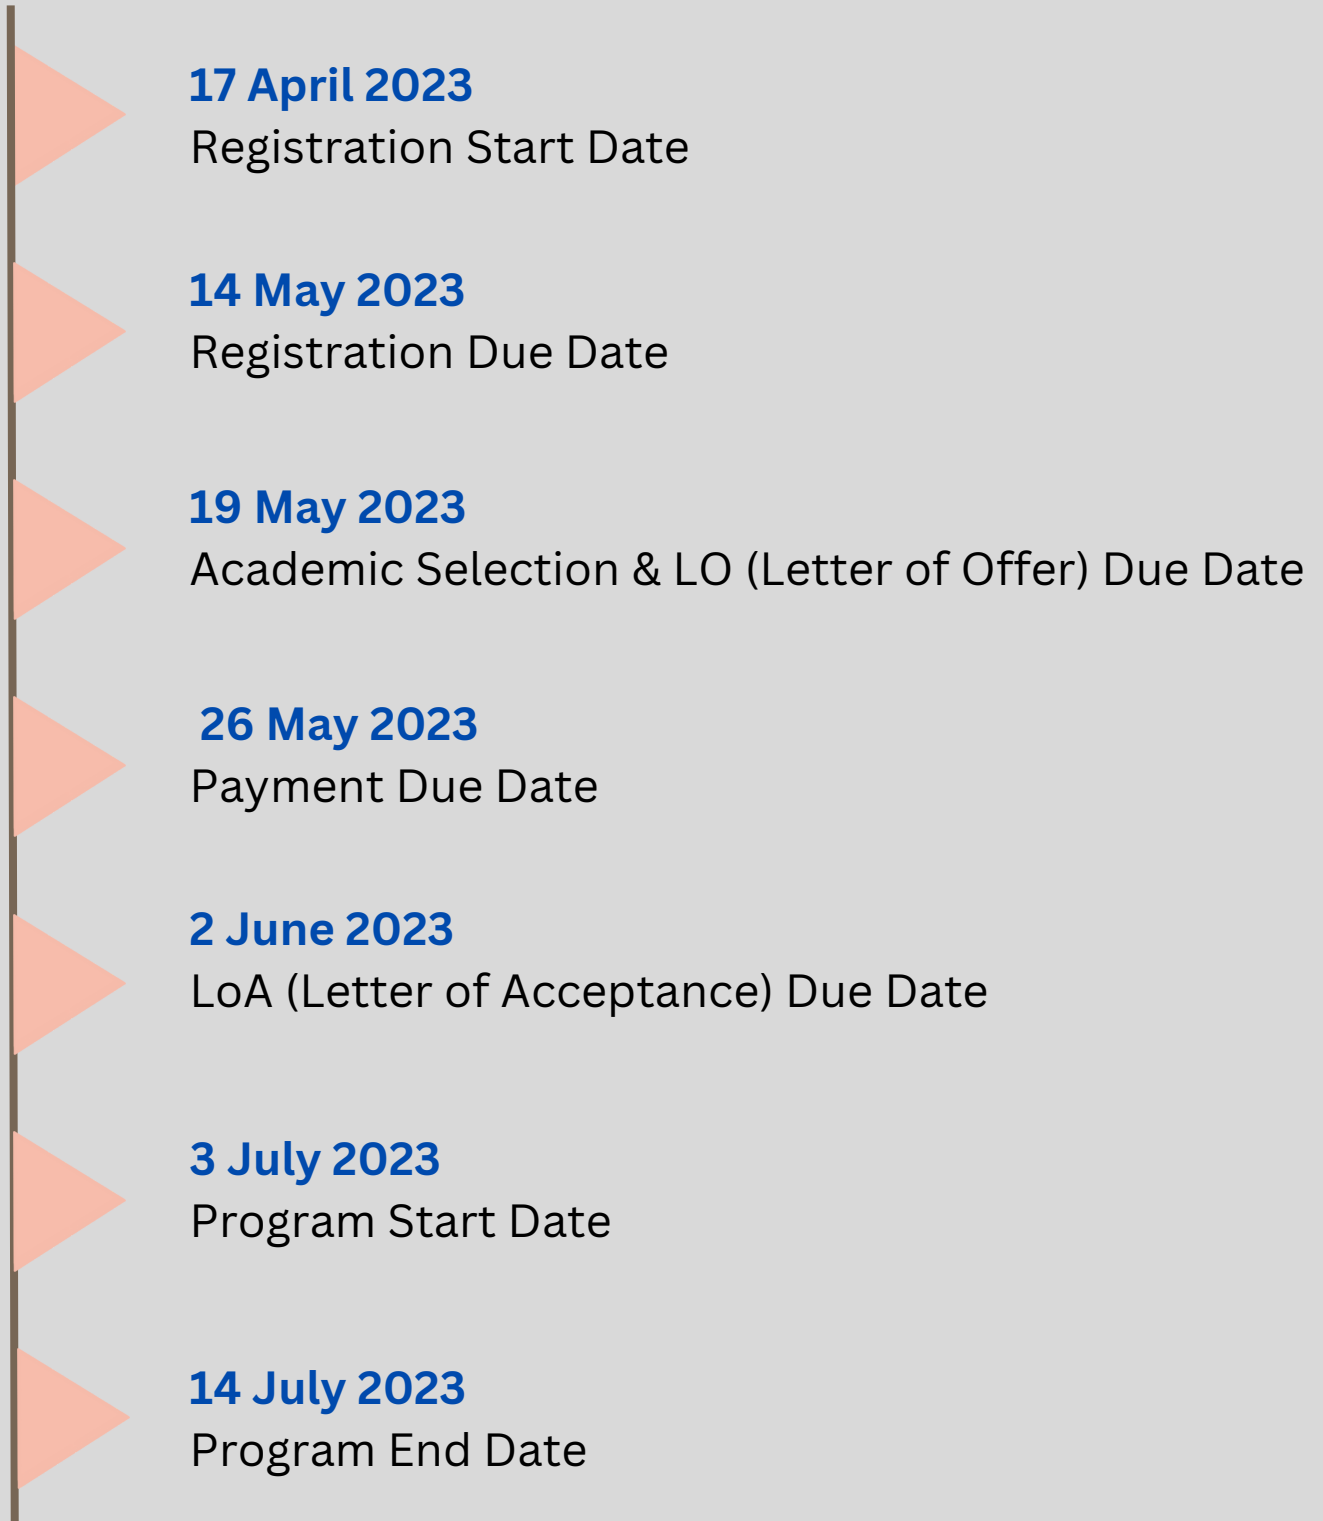 17 April 2023
Registration Start Date
14 May 2023
Registration Due Date
19 May 2023
Academic Selection & LO (Letter of Offer) Due Date
26 May 2023
Payment Due Date
2 June 2023
LoA (Letter of Acceptance) Due Date
3 July 2023
Program Start Date
14 July 2023
Program End Date